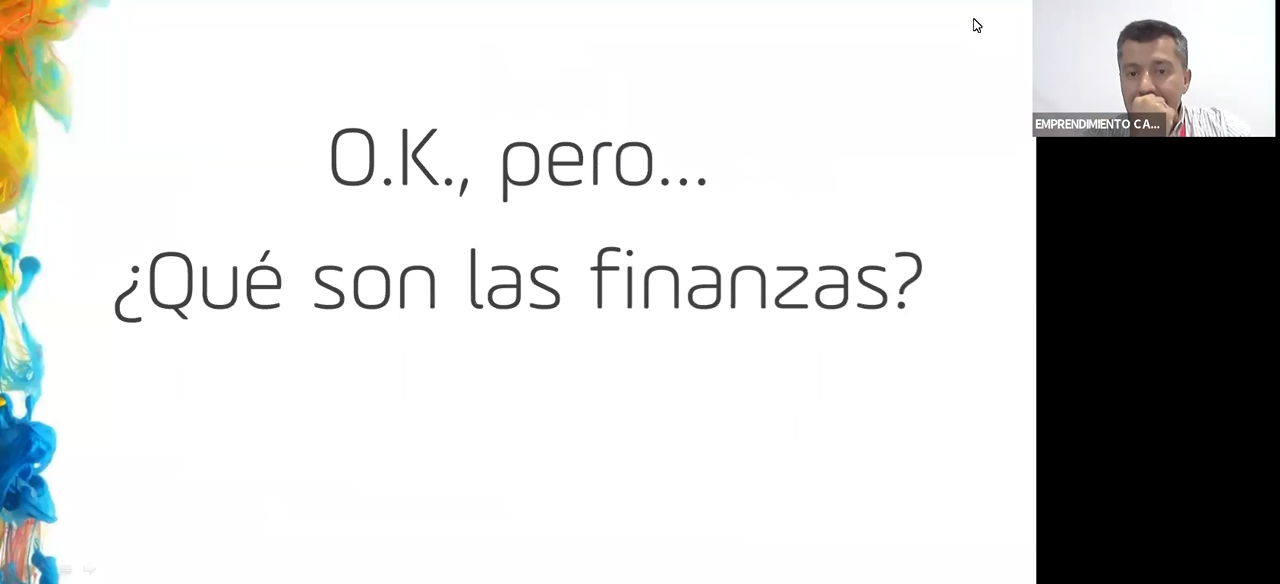 O.K., pero...
¿Qué son las finanzas?
EMPRENDIMIENTO CA...